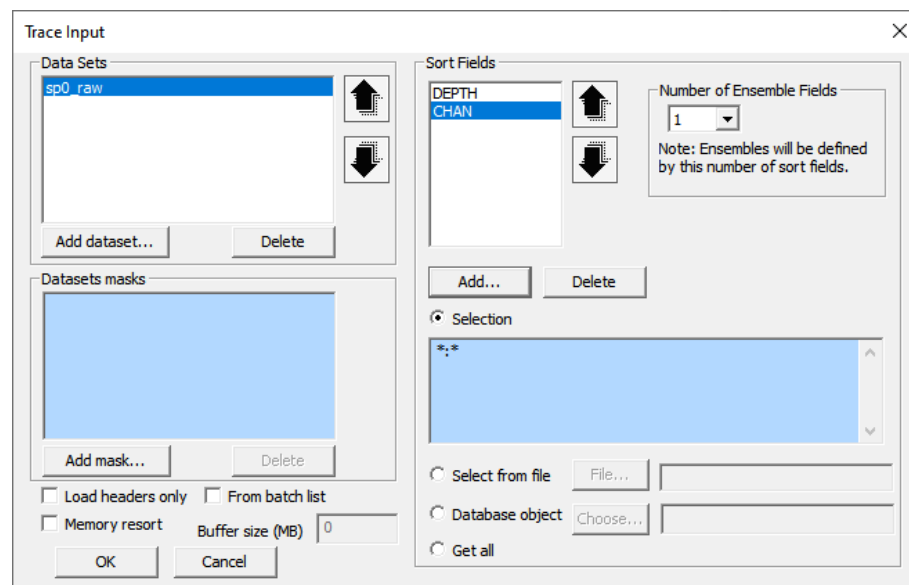 Trace Input
Data Sets
sp0_raw
Add dataset...
Delete
Datasets masks
Add mask...
Delete
Load headers only
From batch list
Memory resort
Buffer size (MB)
0
OK
Cancel
Sort Fields
DEPTH
CHAN
Number of Ensemble Fields
1
Note: Ensembles will be defined
by this number of sort fields.
Add...
Delete
Selection
*:*
Select from file
File...
Database object
Choose...
Get all